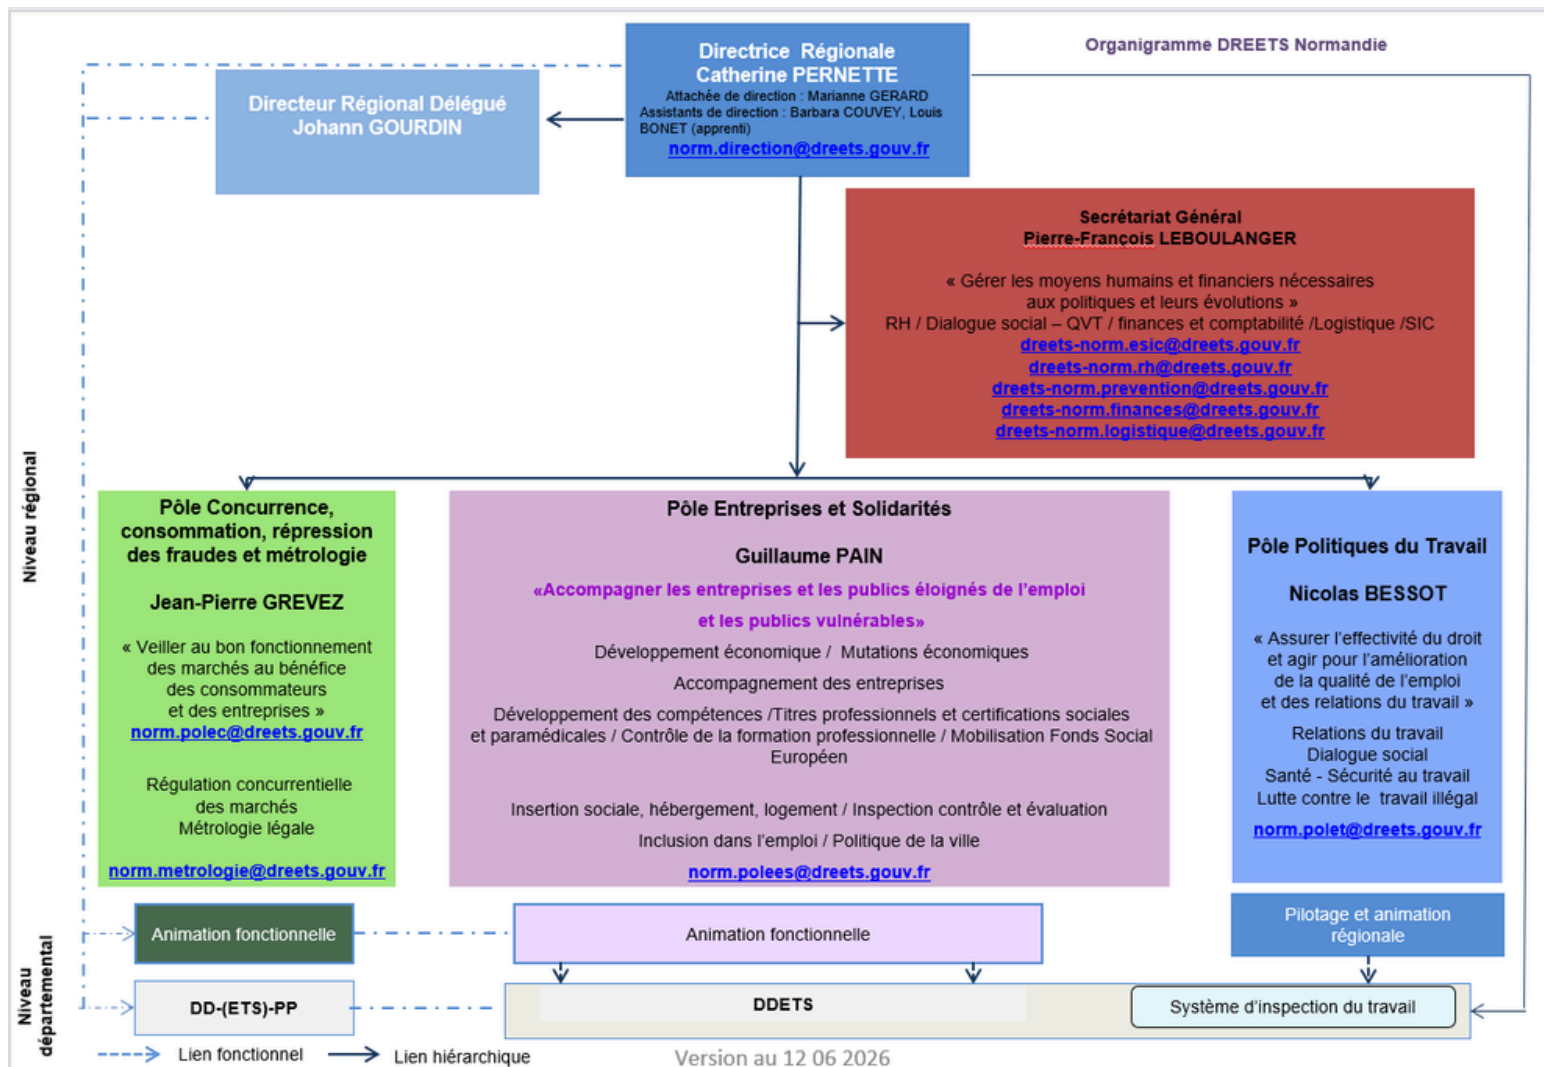 Organigramme DREETS Normandie
Directrice Régionale
Catherine PERNETTE
Attachée de direction : Marianne GERARD
Assistants de direction : Barbara COUVEY, Louis
BONET (apprenti)
norm.direction@dreets.gouv.fr
Directeur Régional Délégué
Johann GOURDIN
Secrétariat Général
Pierre-François LEBOULANGER
« Gérer les moyens humains et financiers nécessaires
aux politiques et leurs évolutions »
RH / Dialogue social – QVT / finances et comptabilité /Logistique /SIC
dreets-norm.esic@dreets.gouv.fr
dreets-norm.rh@dreets.gouv.fr
dreets-norm.prevention@dreets.gouv.fr
dreets-norm.finances@dreets.gouv.fr
dreets-norm.logistique@dreets.gouv.fr
Niveau régional
Pôle Concurrence,
consommation, répression
des fraudes et métrologie
Jean-Pierre GREVEZ
« Veiller au bon fonctionnement
des marchés au bénéfice
des consommateurs
et des entreprises »
norm.polec@dreets.gouv.fr
Régulation concurrentielle
des marchés
Métrologie légale
norm.metrologie@dreets.gouv.fr
Pôle Entreprises et Solidarités
Guillaume PAIN
«Accompagner les entreprises et les publics éloignés de l’emploi
et les publics vulnérables»
Développement économique / Mutations économiques
Accompagnement des entreprises
Développement des compétences /Titres professionnels et certifications sociales
et paramédicales / Contrôle de la formation professionnelle / Mobilisation Fonds Social
Européen
Insertion sociale, hébergement, logement / Inspection contrôle et évaluation
Inclusion dans l’emploi / Politique de la ville
norm.polees@dreets.gouv.fr
Pôle Politiques du Travail
Nicolas BESSOT
« Assurer l’effectivité du droit
et agir pour l’amélioration
de la qualité de l’emploi
et des relations du travail »
Relations du travail
Dialogue social
Santé - Sécurité au travail
Lutte contre le travail illégal
norm.polet@dreets.gouv.fr
Niveau
départemental
Animation fonctionnelle
Animation fonctionnelle
Pilotage et animation
régionale
DD-(ETS)-PP
DDETS
Système d’inspection du travail
Lien fonctionnel
Lien hiérarchique
Version au 12 06 2026